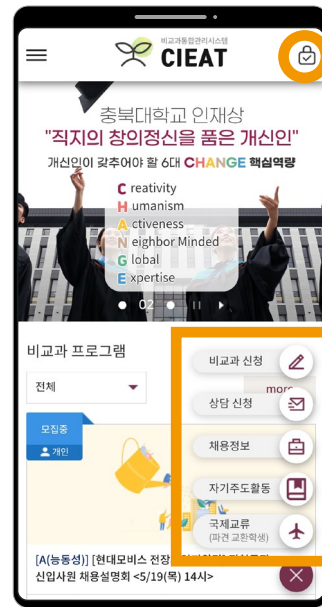 비교과통합관리시스템
CIEAT
충북대학교 인재상
"직지의 창의정신을 품은 개신인"
개신인이 갖추어야 할 6대 CHANGE 핵심역량
C reativity
H umanism
A ctiveness
N eighbor Minded
G lobal
E xpertise
02
비교과 프로그램
전체
more
모집중
개인
비교과 신청
상담 신청
채용정보
자기주도활동
국제교류
(파견 교환학생)
[A(능동성)] [현대모비스 전장
신입사원 채용설명회 <5/19(목) 14시>